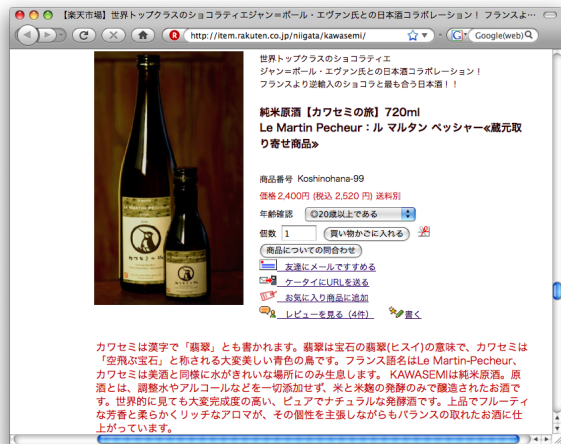 【楽天市場】世界トップクラスのショコラティエジャン＝ポール・エヴァン氏との日本酒コラボレーション！ フランスよ…
http://item.rakuten.co.jp/niigata/kawasemi/
Google(web)
世界トップクラスのショコラティエ
ジャン＝ポール・エヴァン氏との日本酒コラボレーション！
フランスより逆輸入のショコラと最も合う日本酒！！
純米原酒【カワセミの旅】720ml
Le Martin Pecheur：ル マルタン ペッシャー≪蔵元取
り寄せ商品≫
商品番号 Koshinohana-99
価格 2,400円 (税込 2,520 円) 送料別
年齢確認 ◎20歳以上である
個数 1 買い物かごに入れる
商品についての問合わせ
友達にメールですすめる
ケータイにURLを送る
お気に入り商品に追加
レビューを見る（4件） 書く
カワセミは漢字で「翡翠」とも書かれます。翡翠は宝石の翡翠(ヒスイ)の意味で、カワセミは
「空飛ぶ宝石」と称される大変美しい青色の鳥です。フランス語名はLe Martin-Pecheur、
カワセミは美酒と同様に水がきれいな場所にのみ生息します。 KAWASEMIは純米原酒。原
酒とは、調整水やアルコールなどを一切添加せず、米と米麹の発酵のみで醸造されたお酒で
す。世界的に見ても大変完成度の高い、ピュアでナチュラルな発酵酒です。上品でフルーティ
な芳香と柔らかくリッチなアロマが、その個性を主張しながらもバランスの取れたお酒に仕
上がっています。